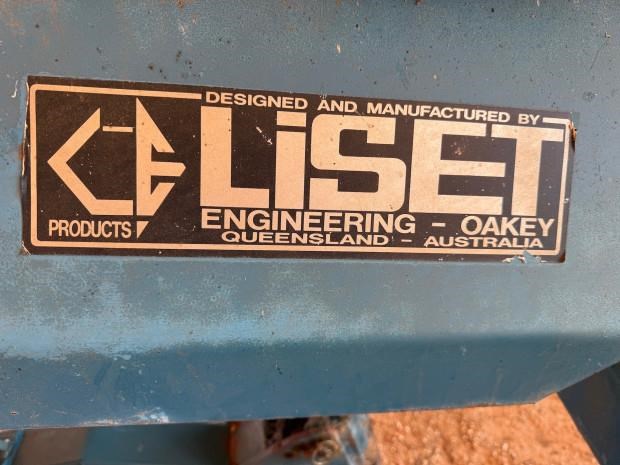 DESIGNED AND MANUFACTURED BY
LiSET
PRODUCTS
ENGINEERING - OAKEY
QUEENSLAND - AUSTRALIA